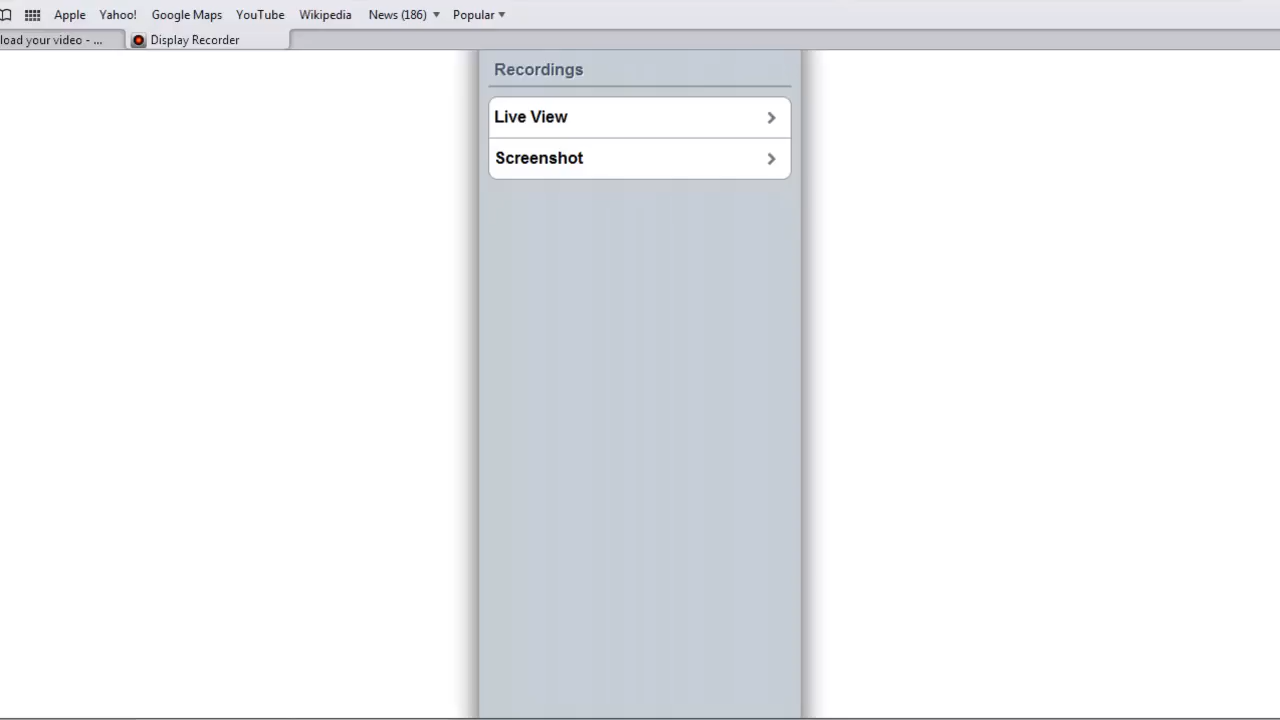 Apple Yahoo! Google Maps YouTube Wikipedia News (186) Popular
load your video - ... Display Recorder
Recordings
Live View
Screenshot